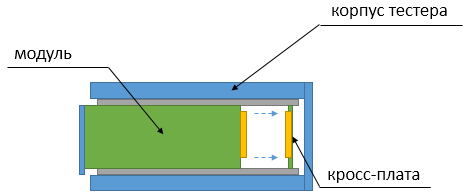 корпус тестера
модуль
кросс-плата